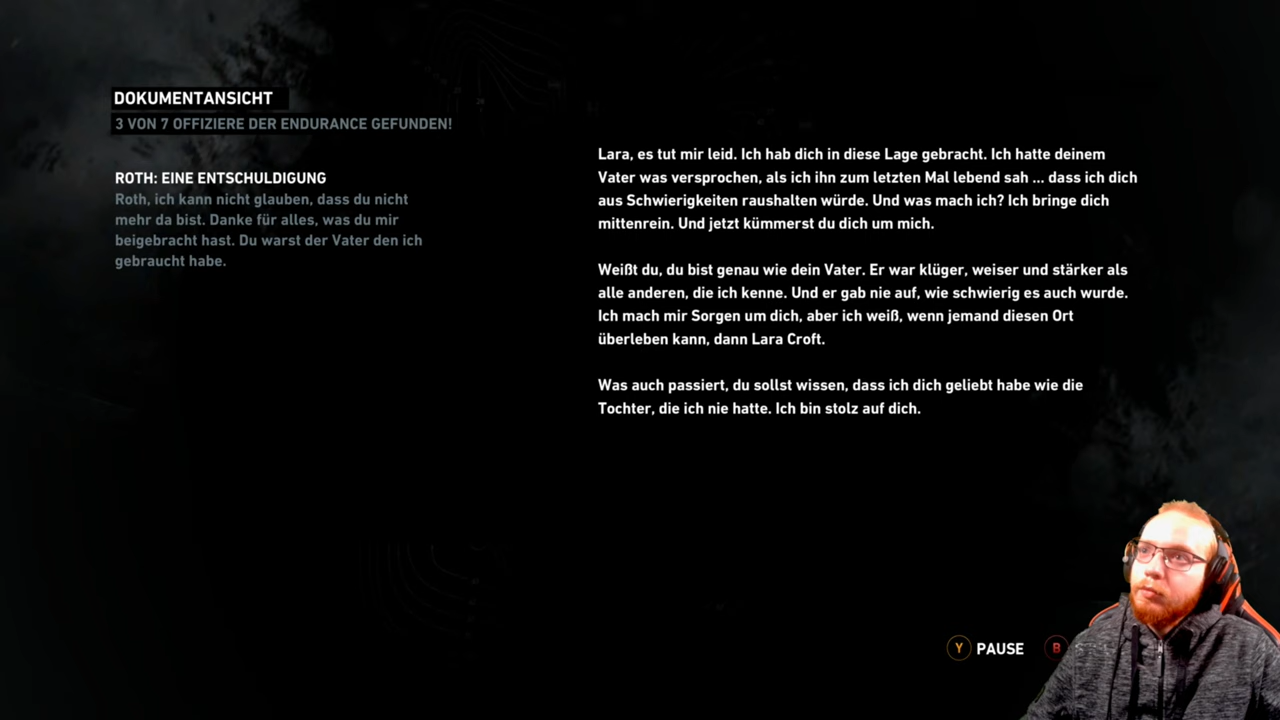 DOKUMENTANSICHT
3 VON 7 OFFIZIERE DER ENDURANCE GEFUNDEN!
ROTH: EINE ENTSCHULDIGUNG
Roth, ich kann nicht glauben, dass du nicht
mehr da bist. Danke für alles, was du mir
beigebracht hast. Du warst der Vater den ich
gebraucht habe.
Lara, es tut mir leid. Ich hab dich in diese Lage gebracht. Ich hatte deinem
Vater was versprochen, als ich ihn zum letzten Mal lebend sah ... dass ich dich
aus Schwierigkeiten raushalten würde. Und was mach ich? Ich bringe dich
mittenrein. Und jetzt kümmerst du dich um mich.
Weißt du, du bist genau wie dein Vater. Er war klüger, weiser und stärker als
alle anderen, die ich kenne. Und er gab nie auf, wie schwierig es auch wurde.
Ich mach mir Sorgen um dich, aber ich weiß, wenn jemand diesen Ort
überleben kann, dann Lara Croft.
Was auch passiert, du sollst wissen, dass ich dich geliebt habe wie die
Tochter, die ich nie hatte. Ich bin stolz auf dich.
Y PAUSE B